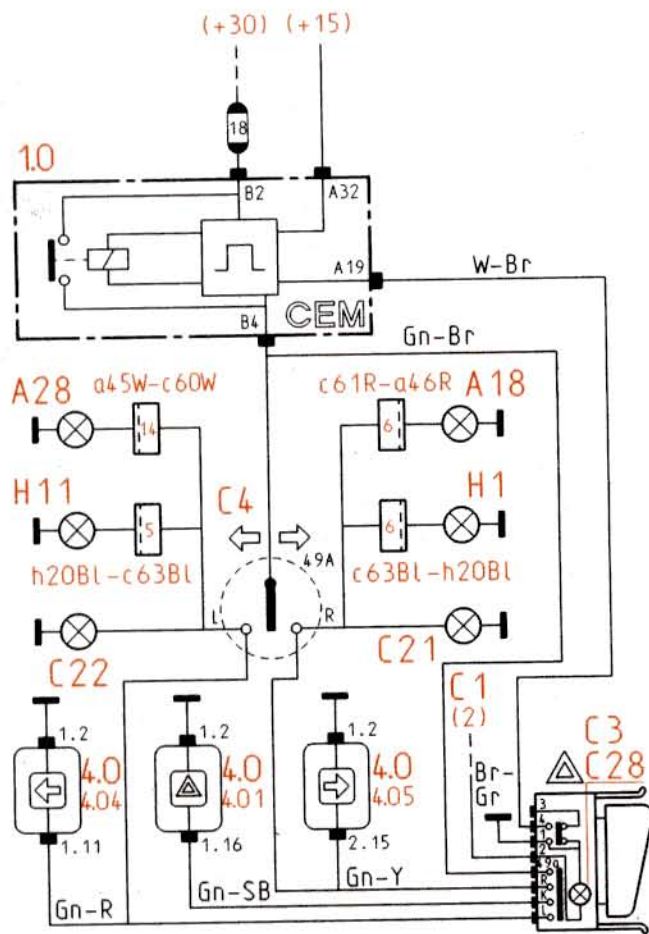 (+30) (+15)
18
1.0
B2
A32
A19
W-Br
CEM
B4
Gn-Br
a45W-c60W
c61R-a46R
A28
A18
14
6
H11
C4
H1
5
6
49A
h20Bl-c63Bl
c63Bl-h20Bl
L
R
C22
C21
C1
(2)
1.2
1.2
1.2
C3
C28
4.0
4.04
4.0
4.01
4.0
4.05
Br-
Gr
3
4
1
2
49a
R
K
L
1.11
1.16
2.15
Gn-R
Gn-SB
Gn-Y